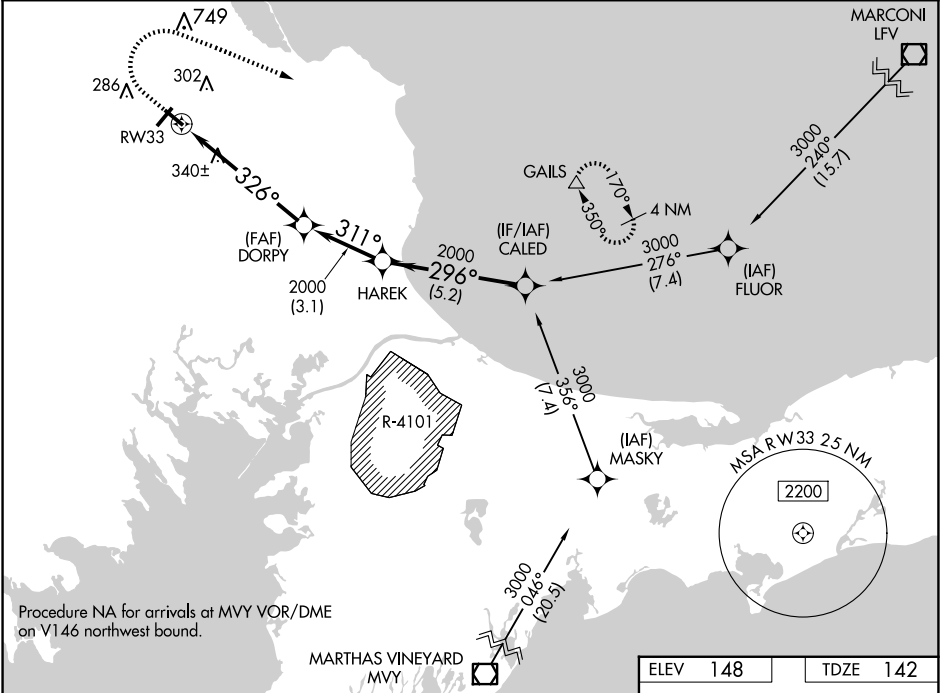 749
MARCONI
LFV
302
286
RW33
340±
326°
3000
240°
(15.7)
GAILS
170°
350°
4 NM
(FAF)
DORPY
311°
(IF/IAF)
CALED
3000
276°
(7.4)
(IAF)
FLUOR
2000
296°
(5.2)
2000
(3.1)
HAREK
3000
356°
(7.4)
R-4101
(IAF)
MASKY
MSA RW33 25 NM
2200
3000
046°
(20.5)
Procedure NA for arrivals at MVY VOR/DME
on V146 northwest bound.
MARTHAS VINEYARD
MVY
ELEV 148
TDZE 142